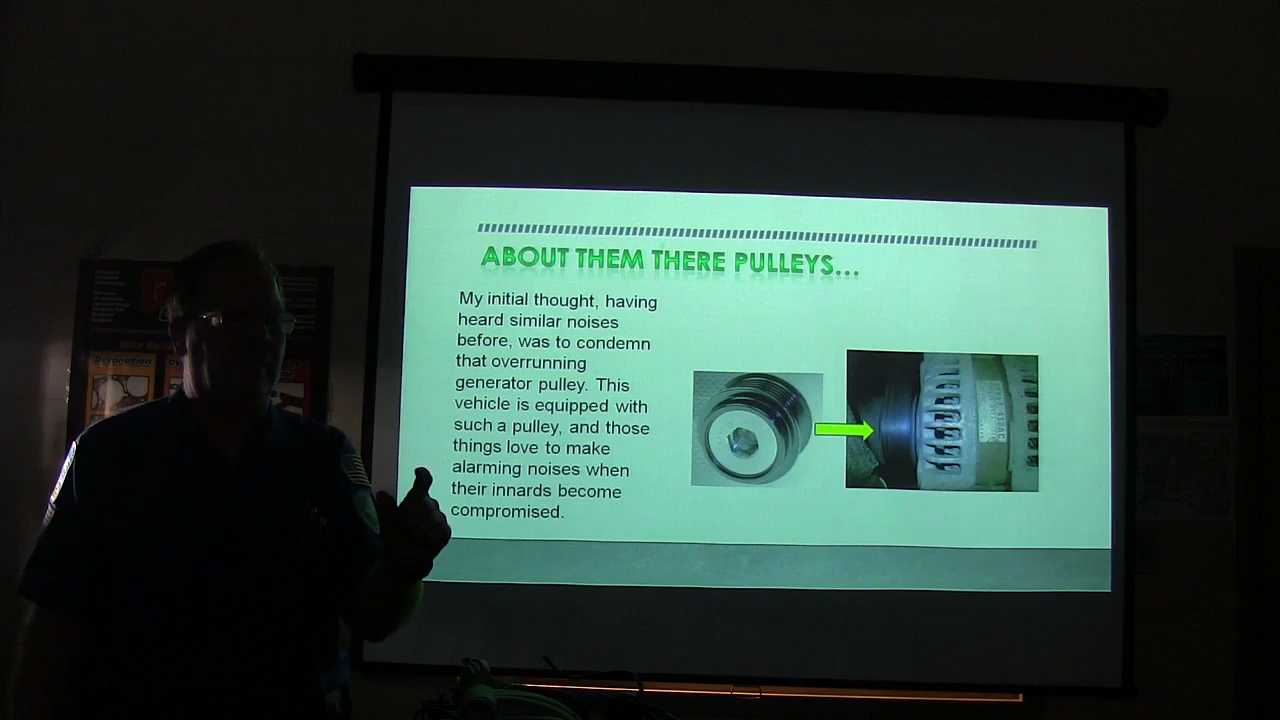 ABOUT THEM THERE PULLEYS...
My initial thought, having
heard similar noises
before, was to condemn
that overrunning
generator pulley. This
vehicle is equipped with
such a pulley, and those
things love to make
alarming noises when
their innards become
compromised.
Detonation